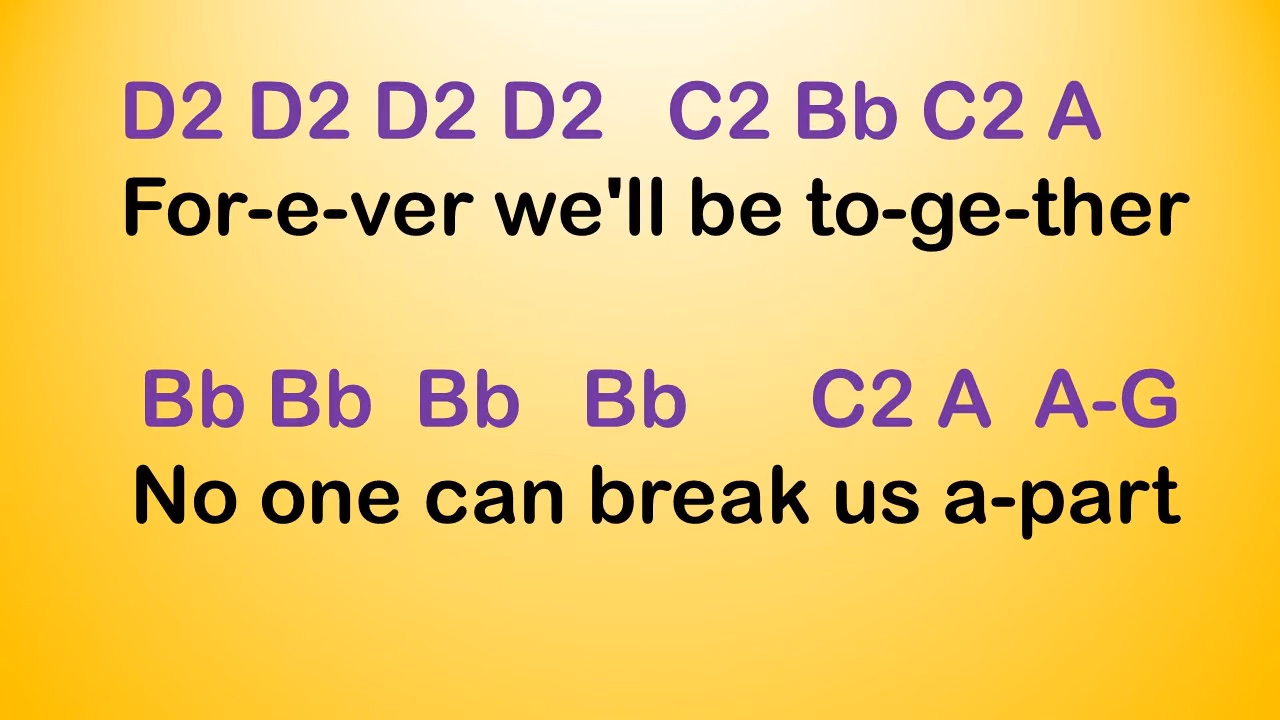 D2 D2 D2 D2 C2 Bb C2 A
For-e-ver we'll be to-ge-ther
Bb Bb Bb Bb C2 A A-G
No one can break us a-part